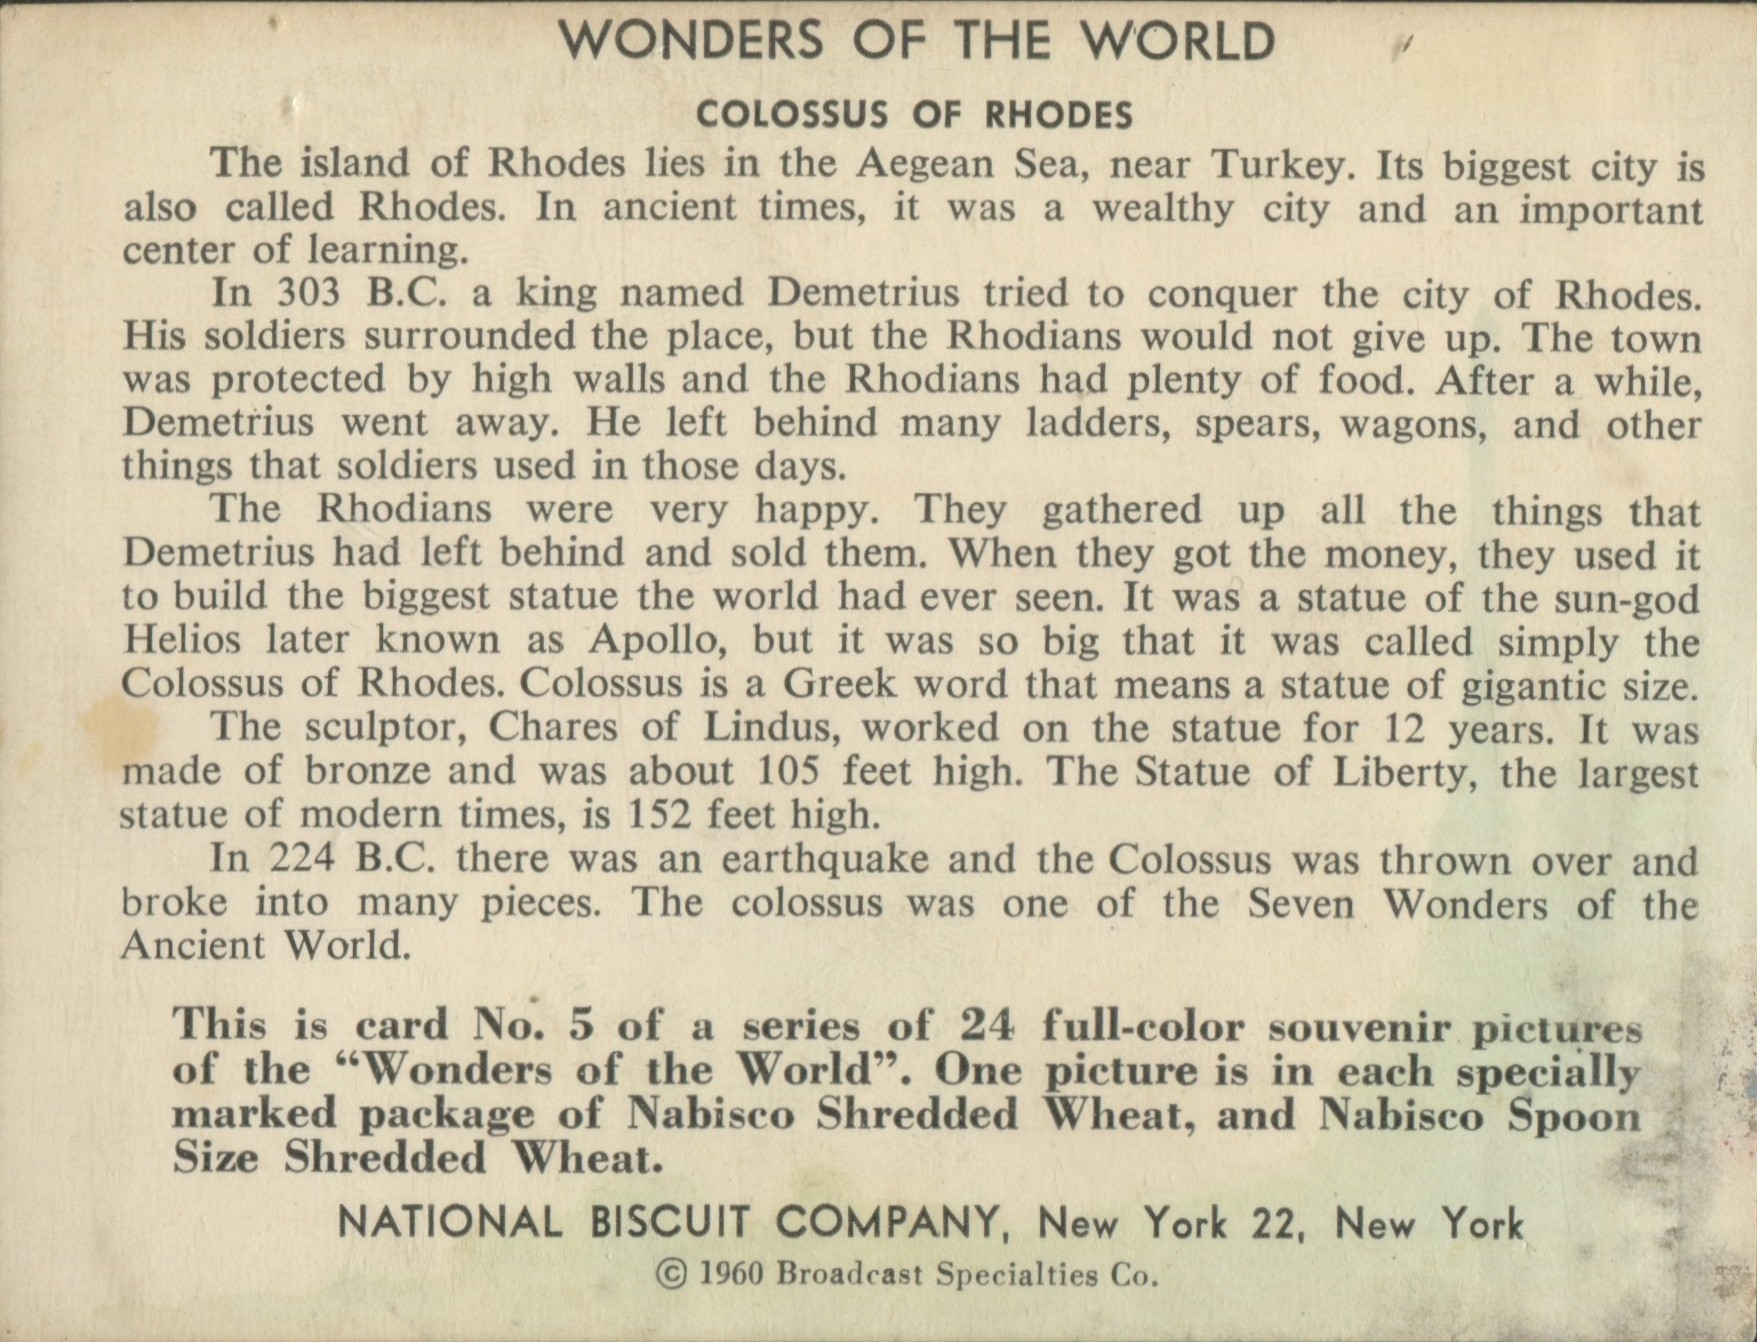 WONDERS OF THE WORLD
COLOSSUS OF RHODES
The island of Rhodes lies in the Aegean Sea, near Turkey. Its biggest city is
also called Rhodes. In ancient times, it was a wealthy city and an important
center of learning.
In 303 B.C. a king named Demetrius tried to conquer the city of Rhodes.
His soldiers surrounded the place, but the Rhodians would not give up. The town
was protected by high walls and the Rhodians had plenty of food. After a while,
Demetrius went away. He left behind many ladders, spears, wagons, and other
things that soldiers used in those days.
The Rhodians were very happy. They gathered up all the things that
Demetrius had left behind and sold them. When they got the money, they used it
to build the biggest statue the world had ever seen. It was a statue of the sun-god
Helios later known as Apollo, but it was so big that it was called simply the
Colossus of Rhodes. Colossus is a Greek word that means a statue of gigantic size.
The sculptor, Chares of Lindus, worked on the statue for 12 years. It was
made of bronze and was about 105 feet high. The Statue of Liberty, the largest
statue of modern times, is 152 feet high.
In 224 B.C. there was an earthquake and the Colossus was thrown over and
broke into many pieces. The colossus was one of the Seven Wonders of the
Ancient World.
This is card No. 5 of a series of 24 full-color souvenir pictures
of the “Wonders of the World”. One picture is in each specially
marked package of Nabisco Shredded Wheat, and Nabisco Spoon
Size Shredded Wheat.
NATIONAL BISCUIT COMPANY, New York 22, New York
© 1960 Broadcast Specialties Co.